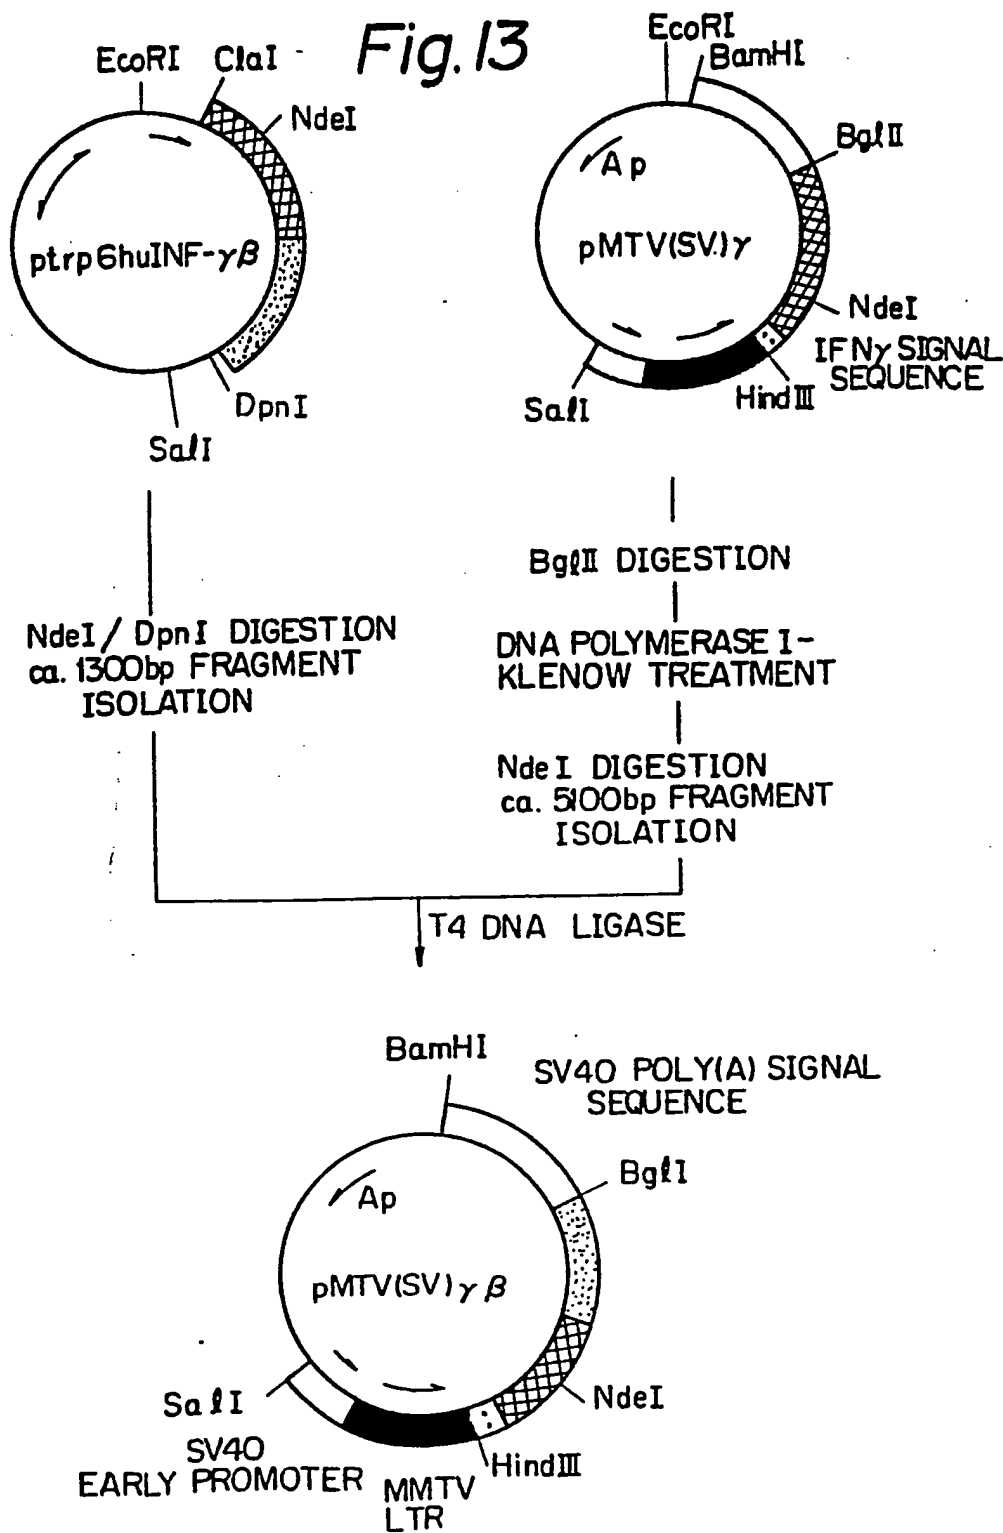 Fig. 13
EcoRI
ClaI
NdeI
ptrp6huINF-γβ
DpnI
SalI
EcoRI
BamHI
BglII
Ap
pMTV(SV.)γ
NdeI
IFNγ SIGNAL
SEQUENCE
HindIII
SalI
NdeI / DpnI DIGESTION
ca. 1300bp FRAGMENT
ISOLATION
BglII DIGESTION
DNA POLYMERASE I-
KLENOW TREATMENT
NdeI DIGESTION
ca. 5100bp FRAGMENT
ISOLATION
T4 DNA LIGASE
BamHI
SV40 POLY(A) SIGNAL
SEQUENCE
BglI
Ap
pMTV(SV)γβ
NdeI
HindIII
SalI
SV40
EARLY PROMOTER
MMTV
LTR